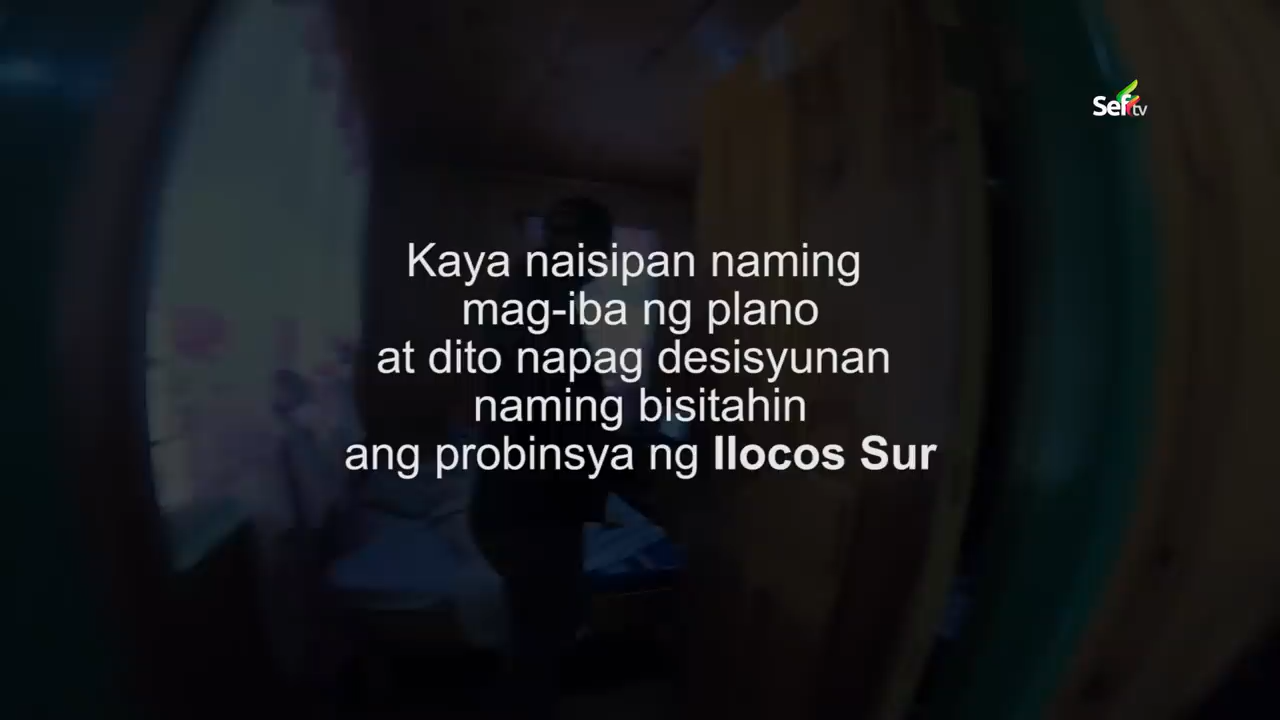 Sef tv
Kaya naisipan naming
mag-iba ng plano
at dito napag desisyunan
naming bisitahin
ang probinsya ng Ilocos Sur